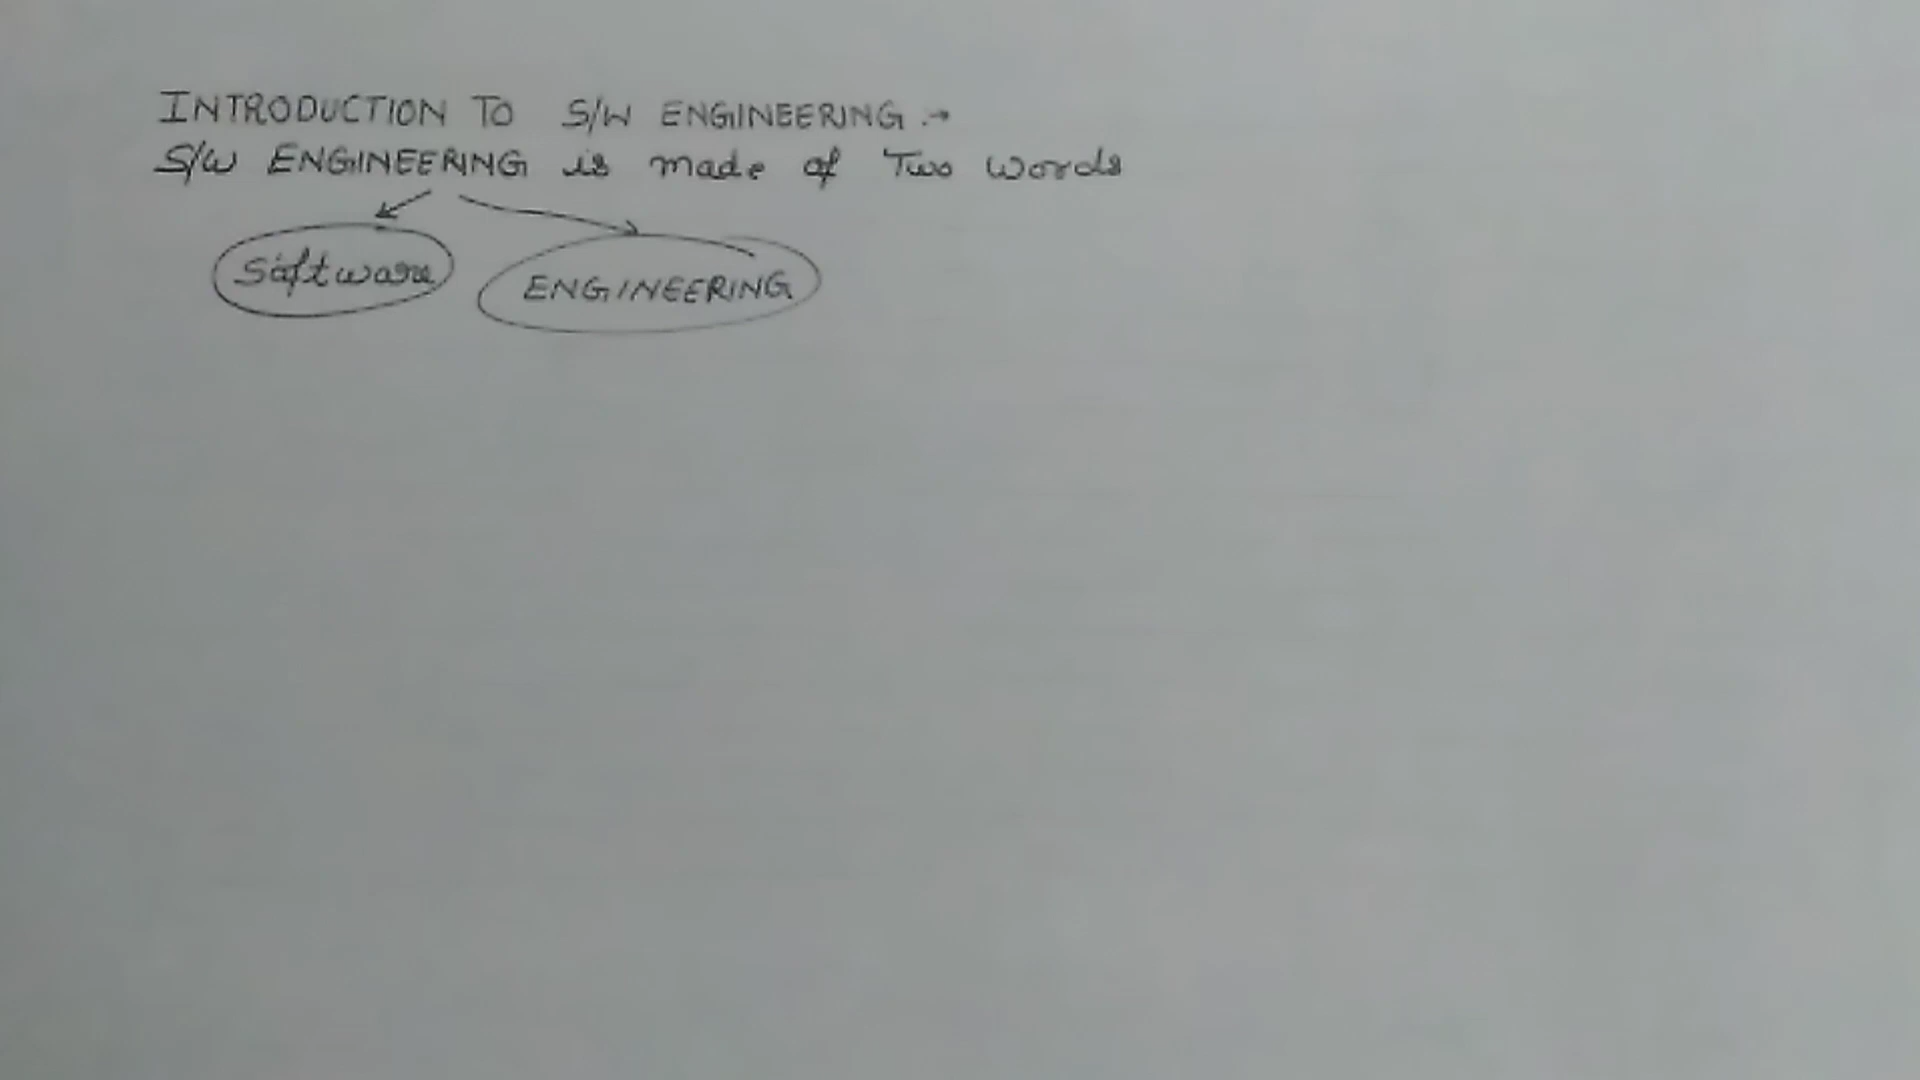 INTRODUCTION TO S/W ENGINEERING :→
S/W ENGINEERING is made of Two words
Software ENGINEERING